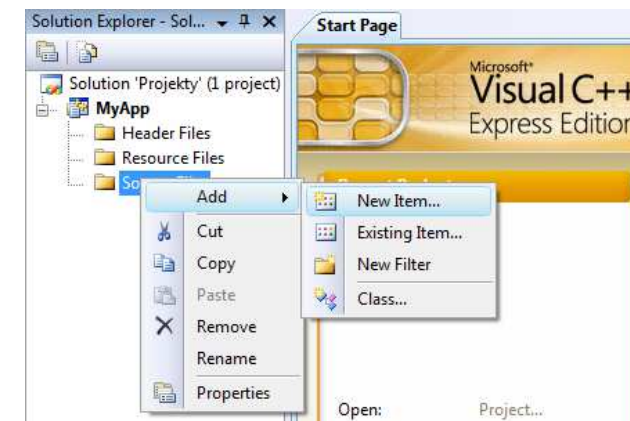 Solution Explorer - Sol...
Start Page
Solution 'Projekty' (1 project)
MyApp
Header Files
Resource Files
Microsoft®
Visual C++
Express Edition
Add
Cut
Copy
Paste
Remove
Rename
Properties
New Item...
Existing Item...
New Filter
Class...
Open:
Project...